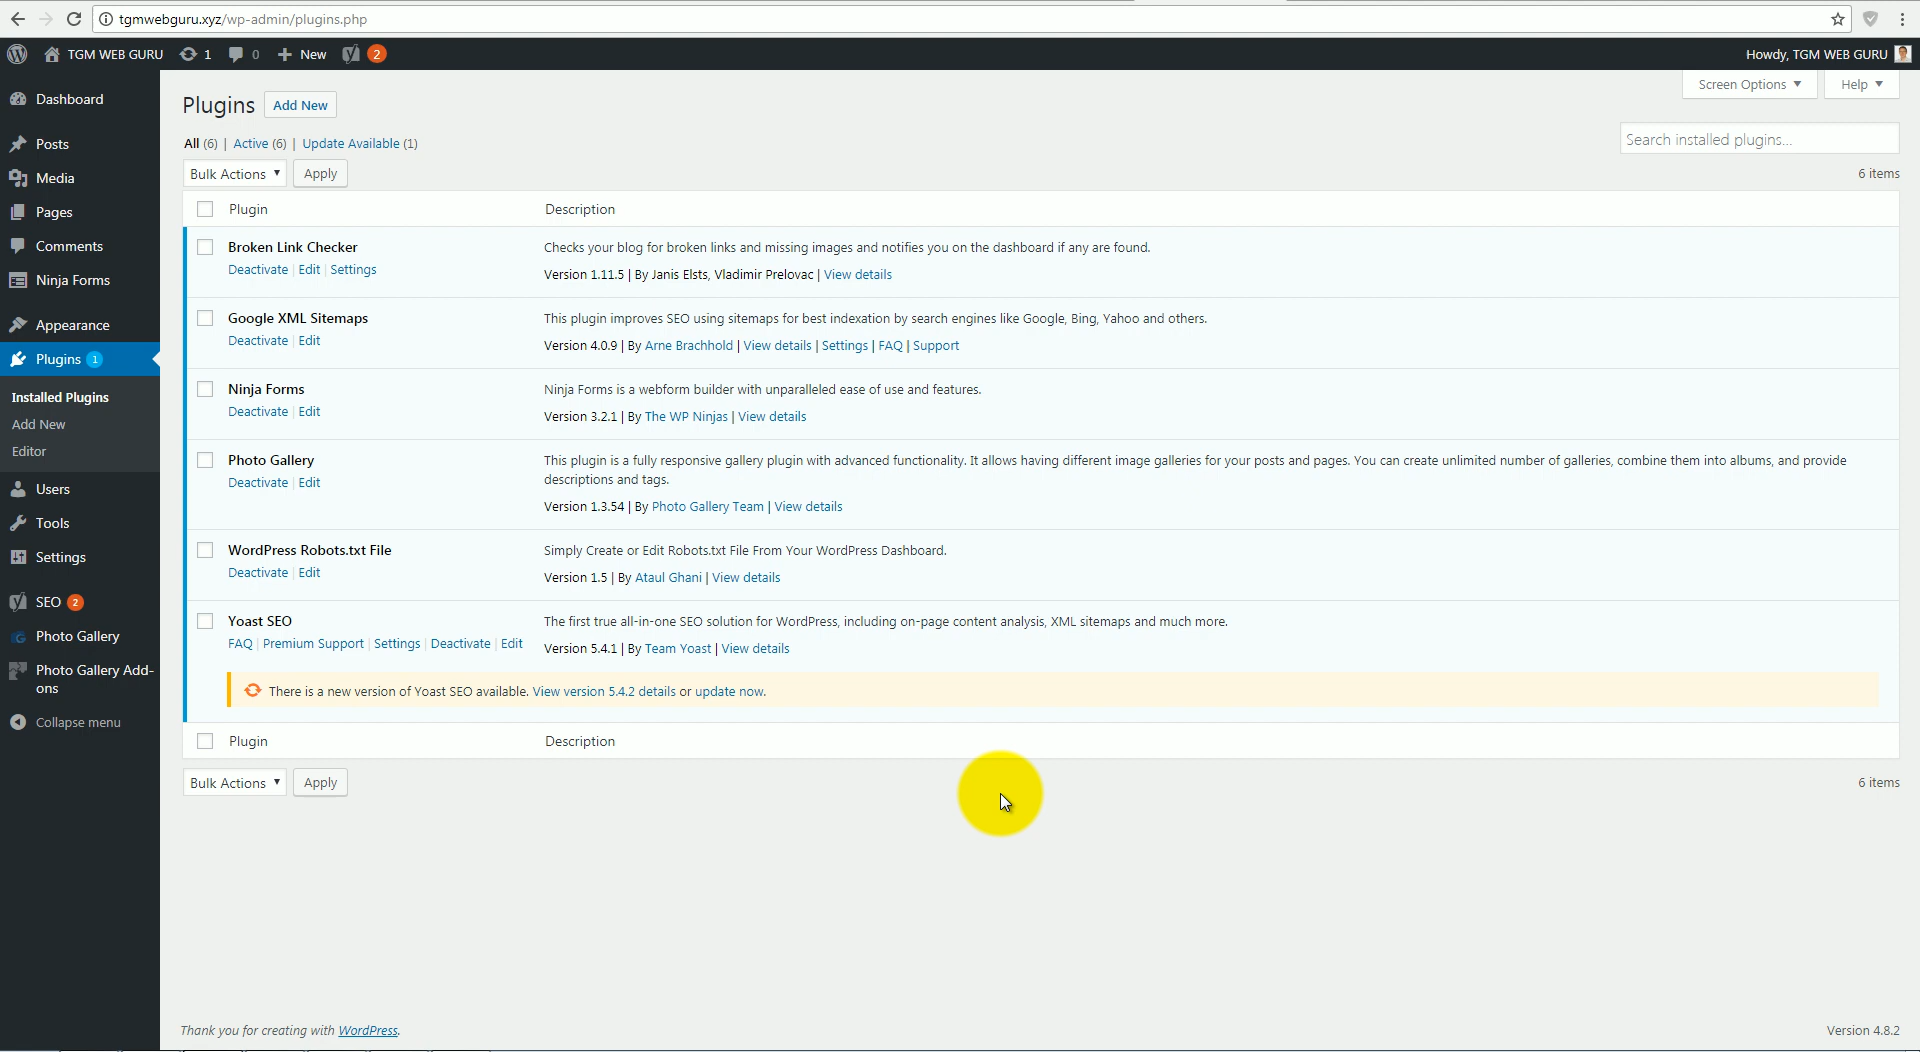 tgmwebguru.xyz/wp-admin/plugins.php
TGM WEB GURU 1 0 New 2 Howdy, TGM WEB GURU
Screen Options Help
Dashboard
Posts
Media
Pages
Comments
Ninja Forms
Appearance
Plugins 1
Installed Plugins
Add New
Editor
Users
Tools
Settings
SEO 2
Photo Gallery
Photo Gallery Add-
ons
Collapse menu
Plugins Add New
All (6) | Active (6) | Update Available (1)
Search installed plugins...
Bulk Actions Apply 6 items
Plugin Description
Broken Link Checker
Deactivate | Edit | Settings
Checks your blog for broken links and missing images and notifies you on the dashboard if any are found.
Version 1.11.5 | By Janis Elsts, Vladimir Prelovac | View details
Google XML Sitemaps
Deactivate | Edit
This plugin improves SEO using sitemaps for best indexation by search engines like Google, Bing, Yahoo and others.
Version 4.0.9 | By Arne Brachhold | View details | Settings | FAQ | Support
Ninja Forms
Deactivate | Edit
Ninja Forms is a webform builder with unparalleled ease of use and features.
Version 3.2.1 | By The WP Ninjas | View details
Photo Gallery
Deactivate | Edit
This plugin is a fully responsive gallery plugin with advanced functionality. It allows having different image galleries for your posts and pages. You can create unlimited number of galleries, combine them into albums, and provide
descriptions and tags.
Version 1.3.54 | By Photo Gallery Team | View details
WordPress Robots.txt File
Deactivate | Edit
Simply Create or Edit Robots.txt File From Your WordPress Dashboard.
Version 1.5 | By Ataul Ghani | View details
Yoast SEO
FAQ | Premium Support | Settings | Deactivate | Edit
The first true all-in-one SEO solution for WordPress, including on-page content analysis, XML sitemaps and much more.
Version 5.4.1 | By Team Yoast | View details
There is a new version of Yoast SEO available. View version 5.4.2 details or update now.
Plugin Description
Bulk Actions Apply 6 items
Thank you for creating with WordPress. Version 4.8.2